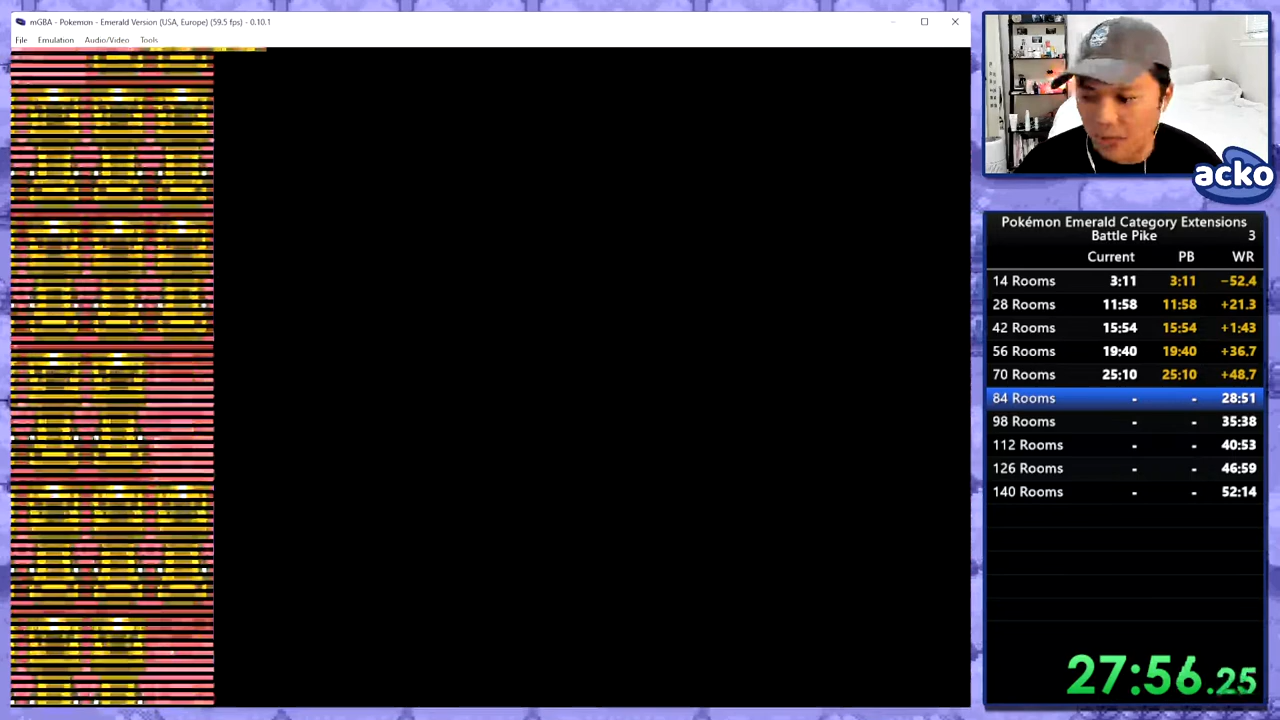 mGBA - Pokemon - Emerald Version (USA, Europe) (59.5 fps) - 0.10.1
File Emulation Audio/Video Tools
acko
Pokémon Emerald Category Extensions
Battle Pike 3
Current PB WR
14 Rooms 3:11 3:11 −52.4
28 Rooms 11:58 11:58 +21.3
42 Rooms 15:54 15:54 +1:43
56 Rooms 19:40 19:40 +36.7
70 Rooms 25:10 25:10 +48.7
84 Rooms - - 28:51
98 Rooms - - 35:38
112 Rooms - - 40:53
126 Rooms - - 46:59
140 Rooms - - 52:14
27:56.25